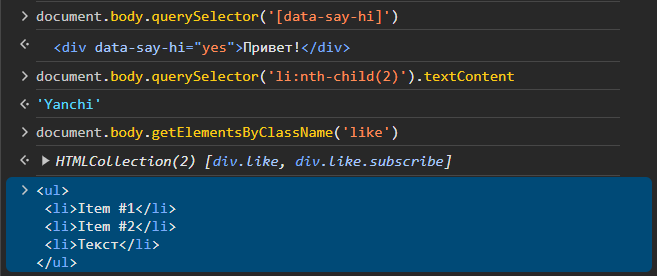 document.body.querySelector('[data-say-hi]')
<div data-say-hi="yes">Привет!</div>
document.body.querySelector('li:nth-child(2)').textContent
'Yanchi'
document.body.getElementsByClassName('like')
HTMLCollection(2) [div.like, div.like.subscribe]
<ul>
<li>Item #1</li>
<li>Item #2</li>
<li>Текст</li>
</ul>